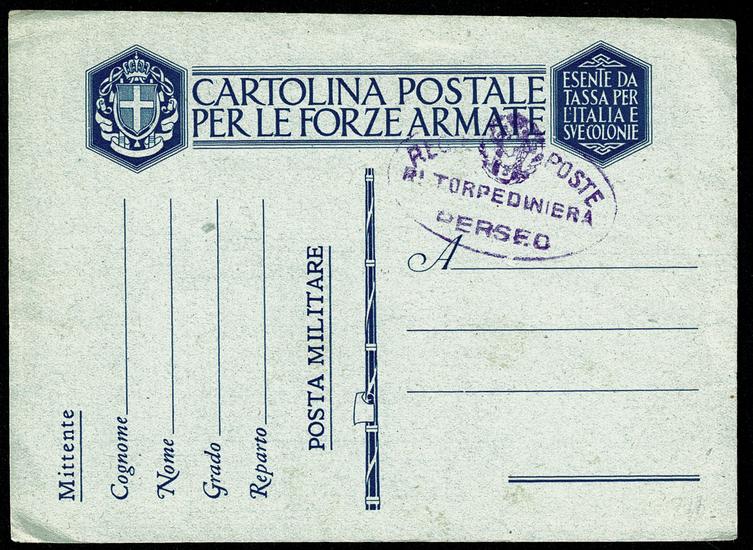 CARTOLINA POSTALE
PER LE FORZE ARMATE
ESENTE DA
TASSA PER
L'ITALIA E
SVE COLONIE
POSTE
R. TORPEDINIERA
PERSEO
A
POSTA MILITARE
Mittente
Cognome
Nome
Grado
Reparto